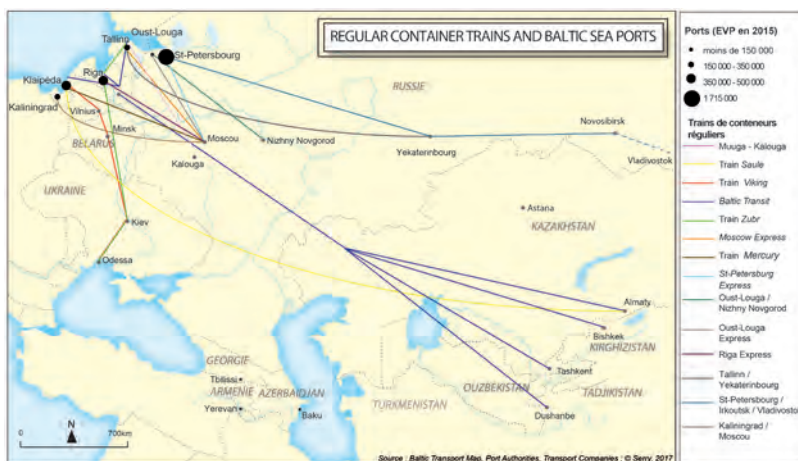 REGULAR CONTAINER TRAINS AND BALTIC SEA PORTS
Oust-Louga
Tallinn
St-Petersbourg
Riga
Klaipèda
Kaliningrad
Vilnius
Minsk
BELARUS
Moscou
Kalouga
Nizhny Novgorod
RUSSIE
Yekaterinbourg
Novosibirsk
Vladivostok
UKRAINE
Kiev
Odessa
Astana
KAZAKHSTAN
Almaty
Bishkek
KIRGHIZISTAN
Tashkent
OUZBEKISTAN
TADJIKISTAN
Dushanbe
TURKMENISTAN
GEORGIE
Tbilissi
ARMENIE
AZERBAIDJAN
Yerevan
Baku
0
N
700km
Source : Baltic Transport Map, Port Authorities, Transport Companies ; © Serry, 2017
Ports (EVP en 2015)
moins de 150 000
150 000 - 350 000
350 000 - 500 000
1 715 000
Trains de conteneurs
réguliers
Muuga - Kalouga
Train Saule
Train Viking
Baltic Transit
Train Zubr
Moscow Express
Train Mercury
St-Petersburg
Express
Oust-Louga /
Nizhny Novgorod
Oust-Louga
Express
Riga Express
Tallinn /
Yekaterinbourg
St-Petersbourg /
Irkoutsk / Vladivosto
Kaliningrad /
Moscou